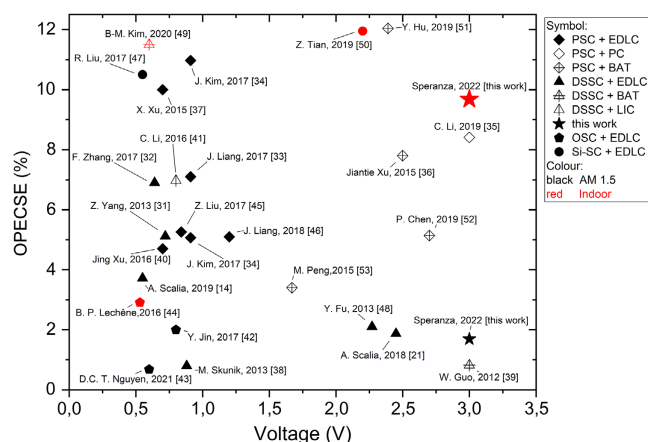 B-M. Kim, 2020 [49]
Y. Hu, 2019 [51]
R. Liu, 2017 [47]
Z. Tian, 2019 [50]
J. Kim, 2017 [34]
X. Xu, 2015 [37]
Speranza, 2022 [this work]
C. Li, 2016 [41]
C. Li, 2019 [35]
F. Zhang, 2017 [32]
J. Liang, 2017 [33]
Jiantie Xu, 2015 [36]
Z. Yang, 2013 [31]
Z. Liu, 2017 [45]
P. Chen, 2019 [52]
J. Liang, 2018 [46]
Jing Xu, 2016 [40]
J. Kim, 2017 [34]
M. Peng,2015 [53]
A. Scalia, 2019 [14]
B. P. Lechêne,2016 [44]
Y. Fu, 2013 [48]
Speranza, 2022 [this work]
Y. Jin, 2017 [42]
A. Scalia, 2018 [21]
M. Skunik, 2013 [38]
D.C. T. Nguyen, 2021 [43]
W. Guo, 2012 [39]
12
10
8
6
4
2
0
OPECSE (%)
0,0 0,5 1,0 1,5 2,0 2,5 3,0 3,5
Voltage (V)
Symbol:
PSC + EDLC
PSC + PC
PSC + BAT
DSSC + EDLC
DSSC + BAT
DSSC + LIC
this work
OSC + EDLC
Si-SC + EDLC
Colour:
black AM 1.5
red Indoor